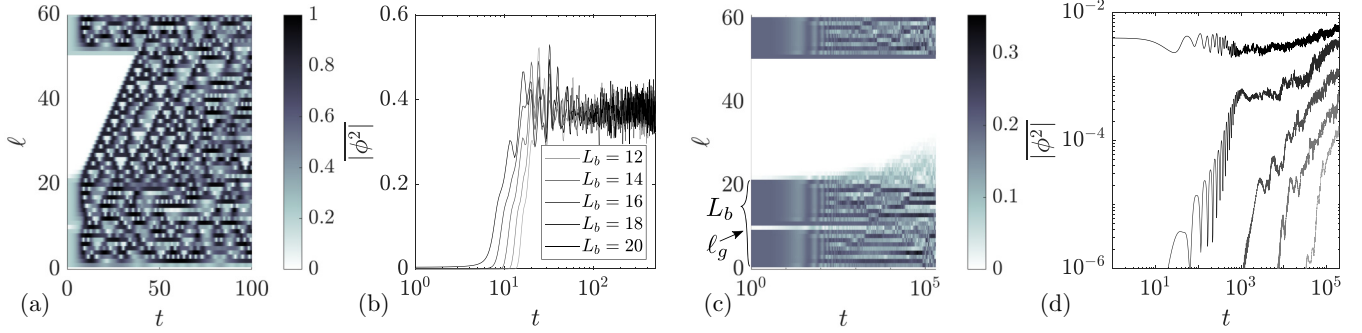 60
40
20
0
ℓ
0
50
100
t
1
0.8
0.6
0.4
0.2
0
(a)
|ϕ²|
0.6
0.4
0.2
0
10⁰
10¹
10²
t
L_b = 12
L_b = 14
L_b = 16
L_b = 18
L_b = 20
(b)
ℓ
60
40
20
0
L_b
ℓ_g
10⁰
10⁵
t
0.3
0.2
0.1
0
(c)
|ϕ²|
10⁻²
10⁻⁴
10⁻⁶
10¹
10³
10⁵
t
(d)